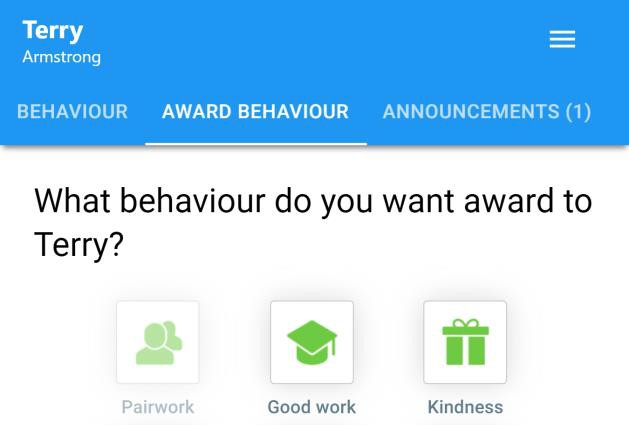 Terry
Armstrong
BEHAVIOUR AWARD BEHAVIOUR ANNOUNCEMENTS (1)
What behaviour do you want award to
Terry?
Pairwork Good work Kindness